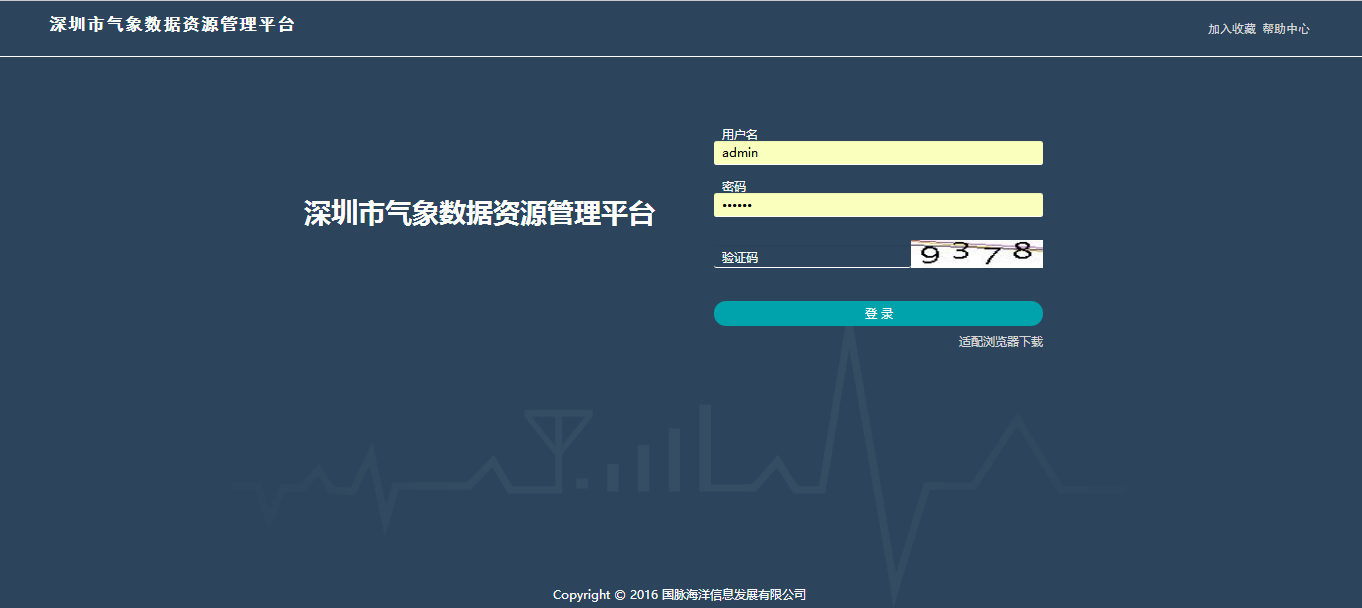 深圳市气象数据资源管理平台
加入收藏 帮助中心
用户名
admin
密码
••••••
深圳市气象数据资源管理平台
验证码
9378
登 录
适配浏览器下载
Copyright © 2016 国脉海洋信息发展有限公司